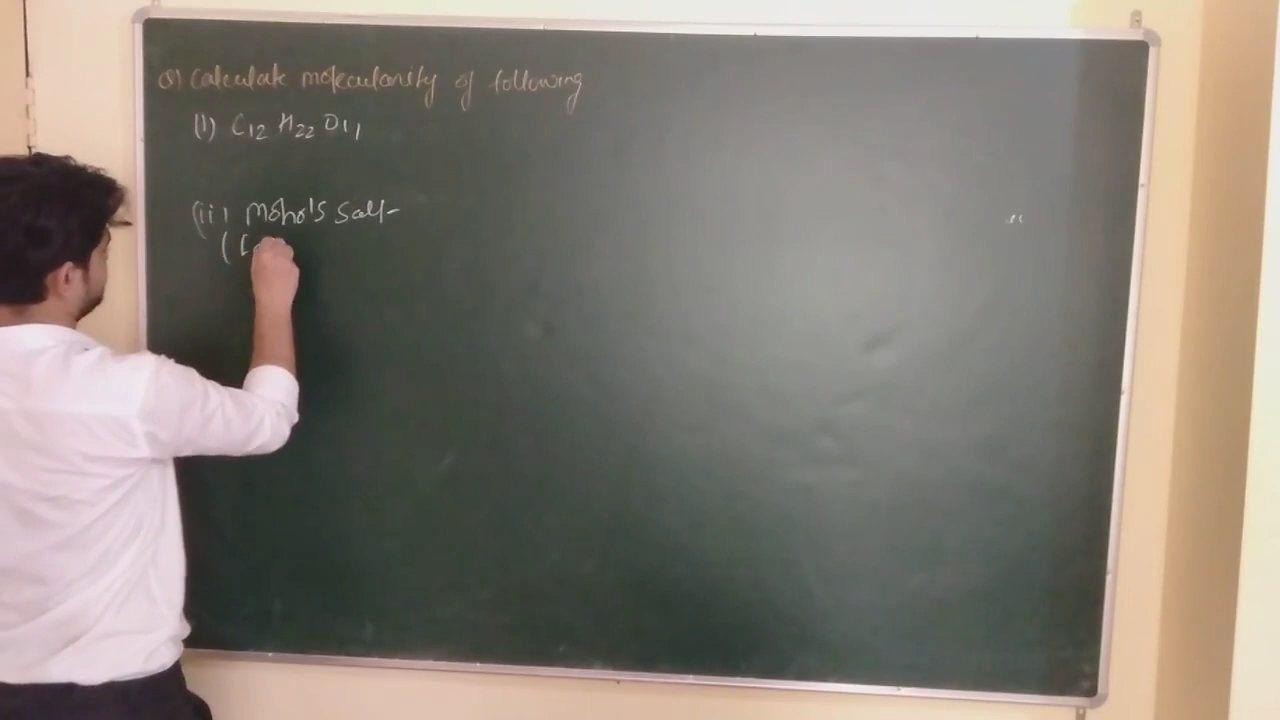 Q) Calculate molecularity of following
(i) C12 H22 O11
(ii) Mohr's Salt
(